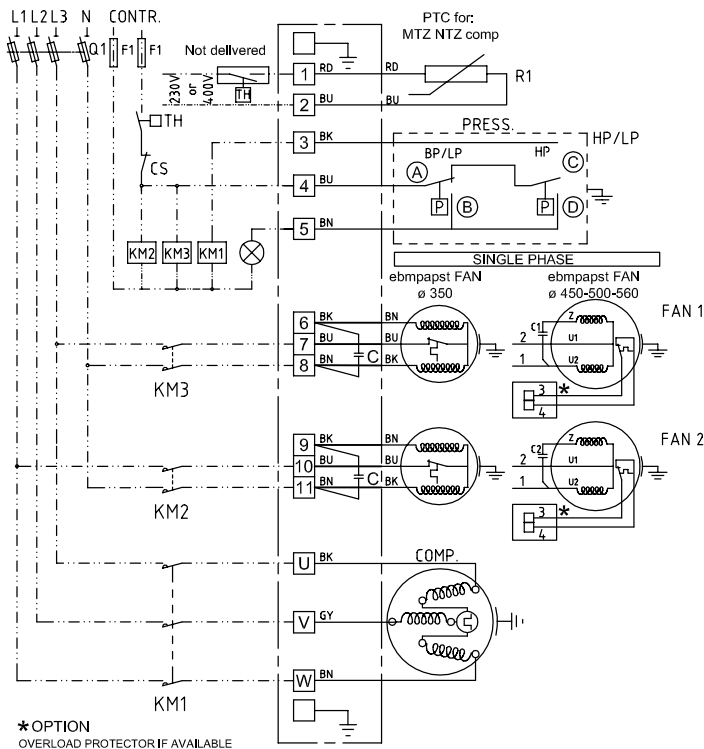 L1 L2 L3 N CONTR.
Q1 F1 F1
Not delivered
PTC for:
MTZ NTZ comp
230V
or
400V
TH
1 RD RD
R1
2 BU BU
TH
PRESS.
HP/LP
3 BK
BP/LP HP
CS
A C
4 BU
P B P D
5 BN
KM2 KM3 KM1
SINGLE PHASE
ebmpapst FAN
ø 350
ebmpapst FAN
ø 450-500-560
FAN 1
6 BK BN
7 BU BU
8 BN BK
C
C1 Z
2 U1
1 U2
3
4
*
KM3
FAN 2
9 BK BN
10 BU BU
11 BN BK
C
C2 Z
2 U1
1 U2
3
4
*
KM2
COMP.
U BK
V GY
W BN
KM1
* OPTION
OVERLOAD PROTECTOR IF AVAILABLE